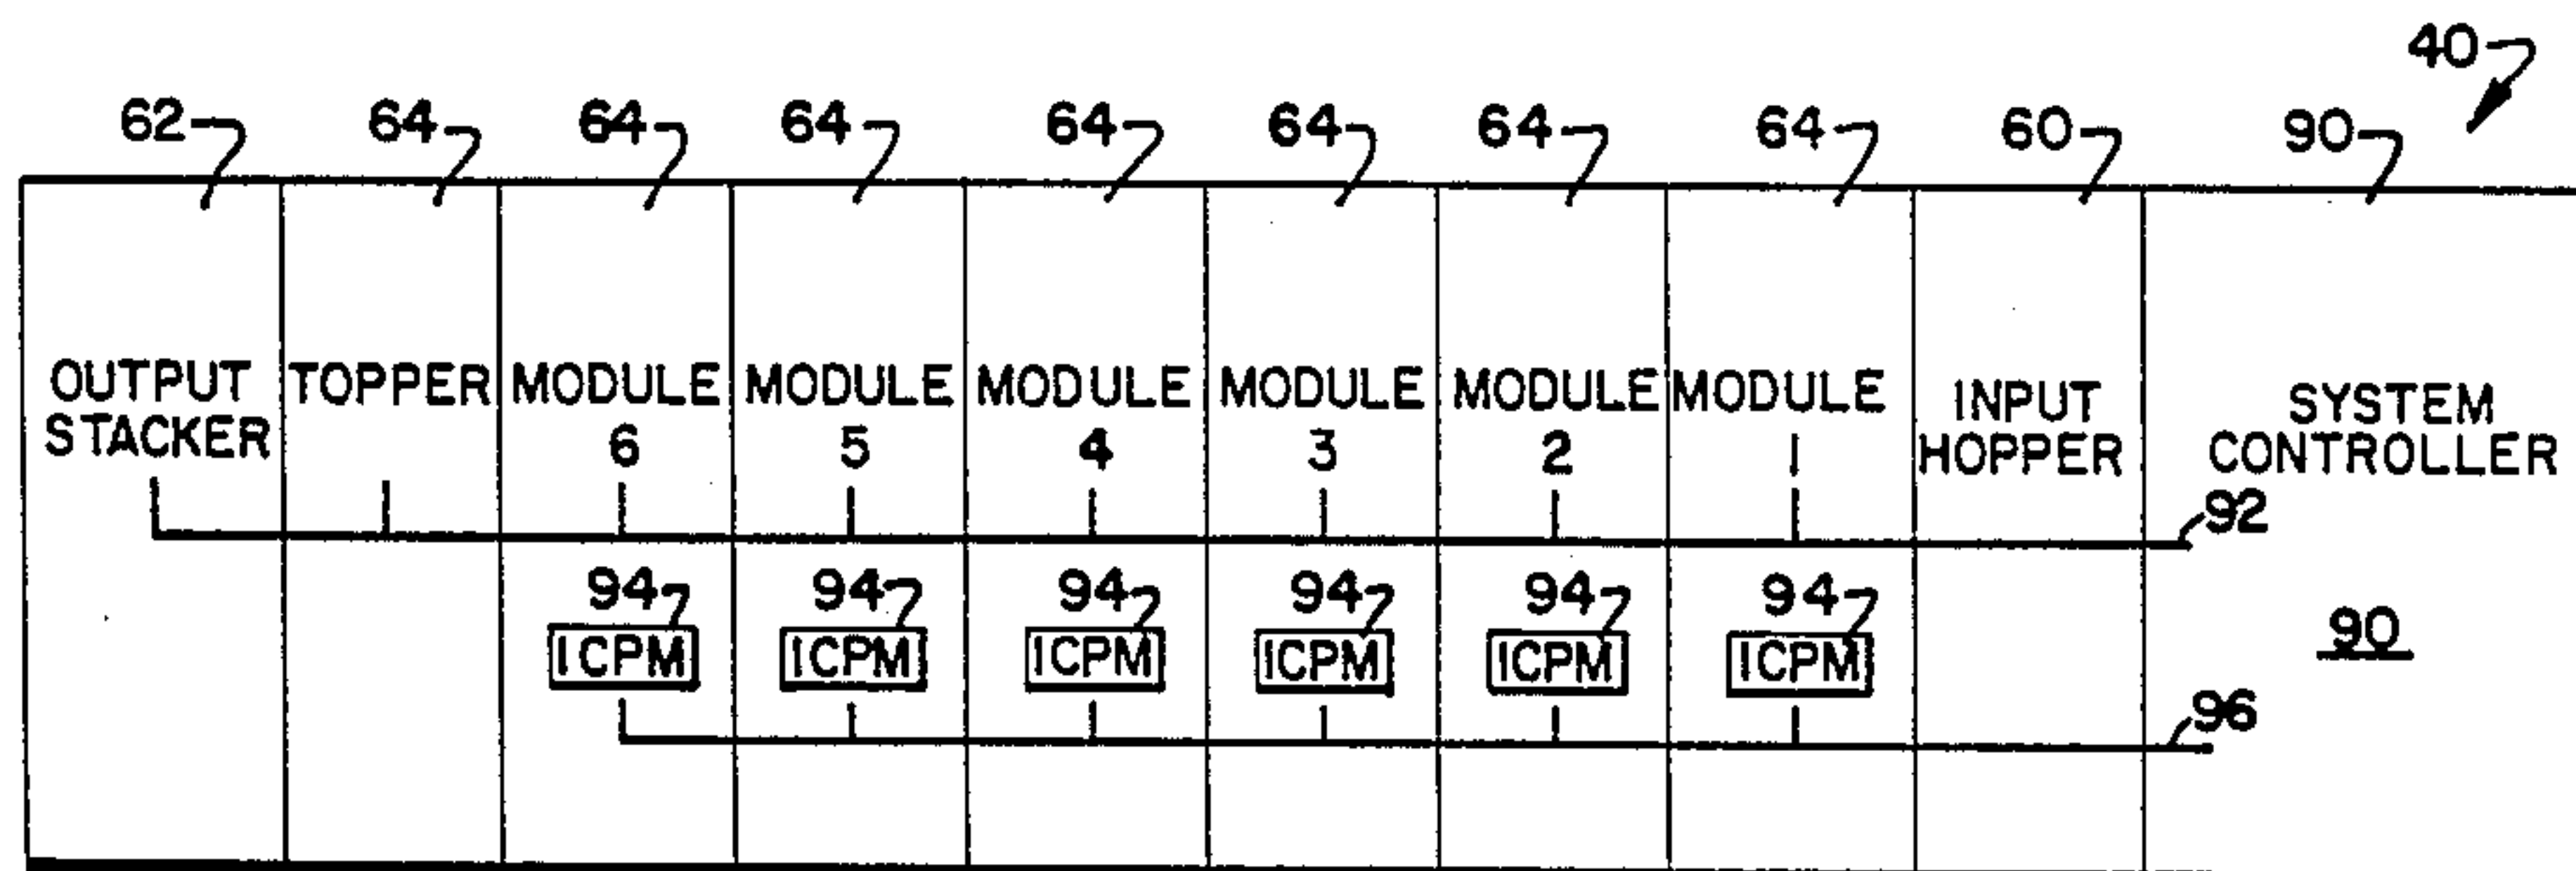 40
62 64 64 64 64 64 64 64 60 90
OUTPUT STACKER
TOPPER
MODULE 6
MODULE 5
MODULE 4
MODULE 3
MODULE 2
MODULE 1
INPUT HOPPER
SYSTEM CONTROLLER
92
94 94 94 94 94 94
ICPM ICPM ICPM ICPM ICPM ICPM
90
96